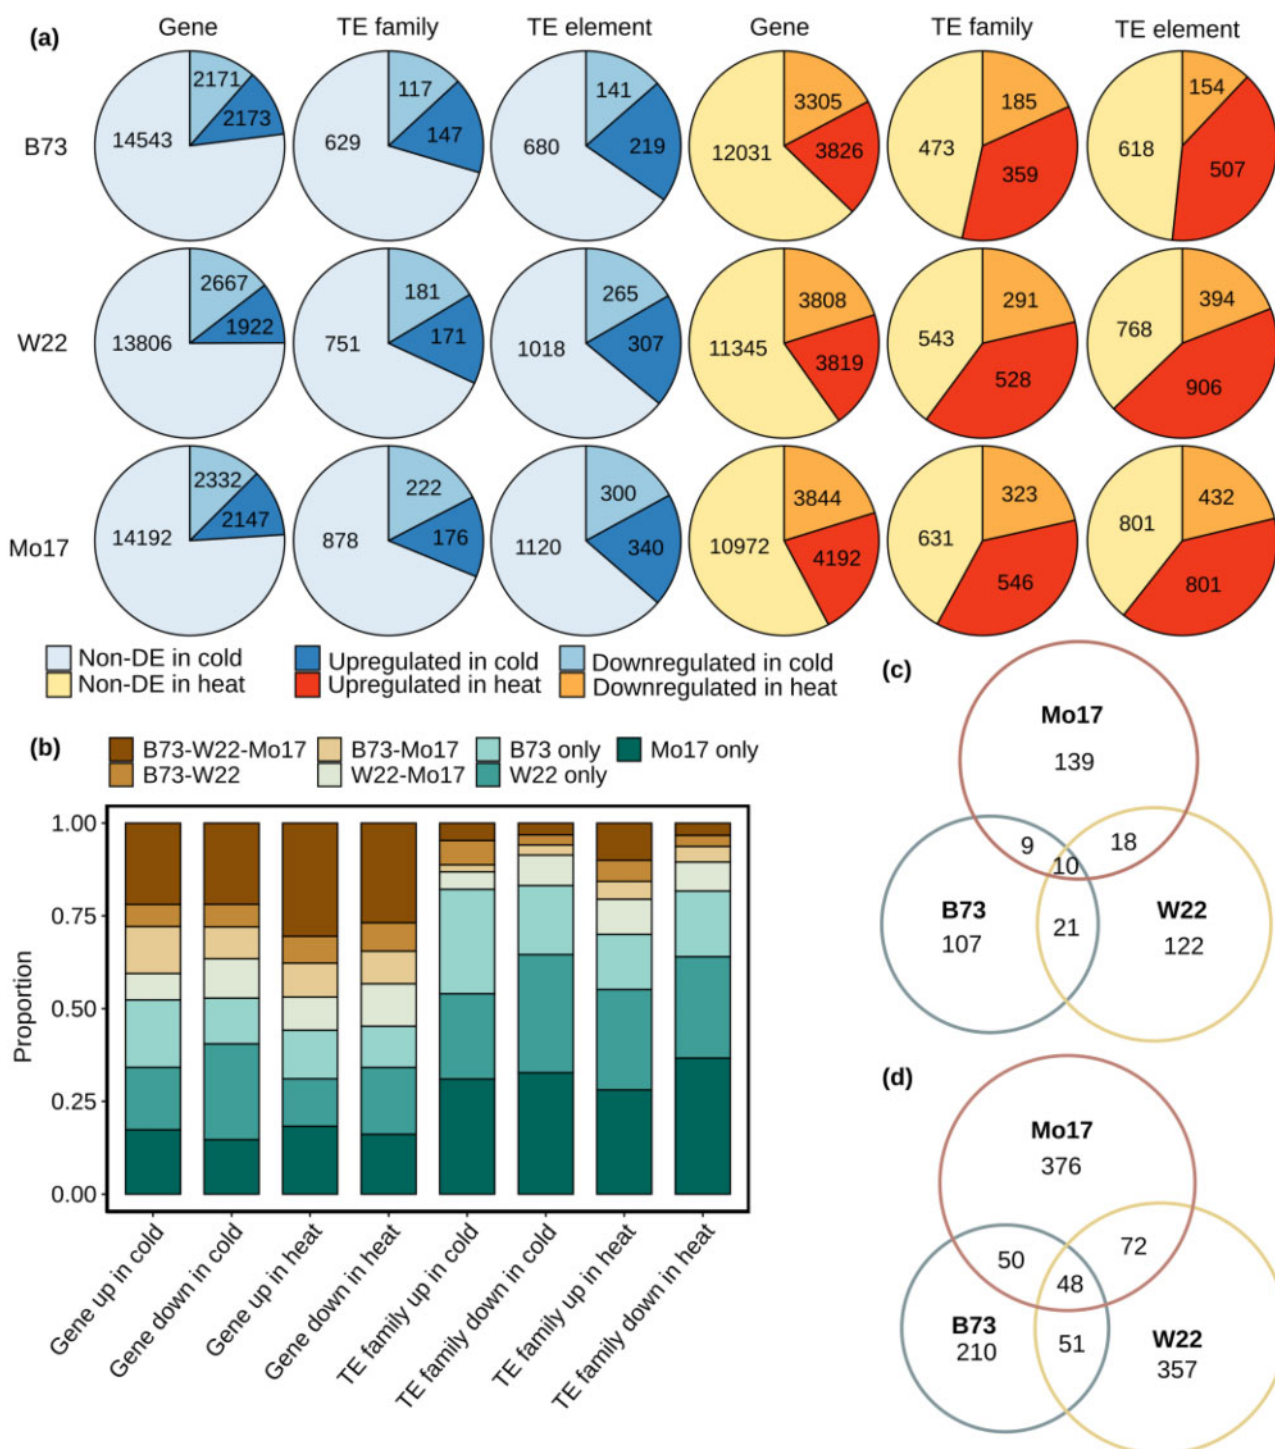 (a) Gene TE family TE element Gene TE family TE element
B73 14543 2171 2173 629 117 147 680 141 219 12031 3305 3826 473 185 359 618 154 507
W22 13806 2667 1922 751 181 171 1018 265 307 11345 3808 3819 543 291 528 768 394 906
Mo17 14192 2332 2147 878 222 176 1120 300 340 10972 3844 4192 631 323 546 801 432 801
Non-DE in cold Upregulated in cold Downregulated in cold
Non-DE in heat Upregulated in heat Downregulated in heat
(b)
B73-W22-Mo17 B73-Mo17 B73 only Mo17 only
B73-W22 W22-Mo17 W22 only
Proportion
1.00
0.75
0.50
0.25
0.00
Gene up in cold
Gene down in cold
Gene up in heat
Gene down in heat
TE family up in cold
TE family down in cold
TE family up in heat
TE family down in heat
(c)
Mo17
139
9 10 18
B73 W22
107 21 122
(d)
Mo17
376
50 48 72
B73 W22
210 51 357